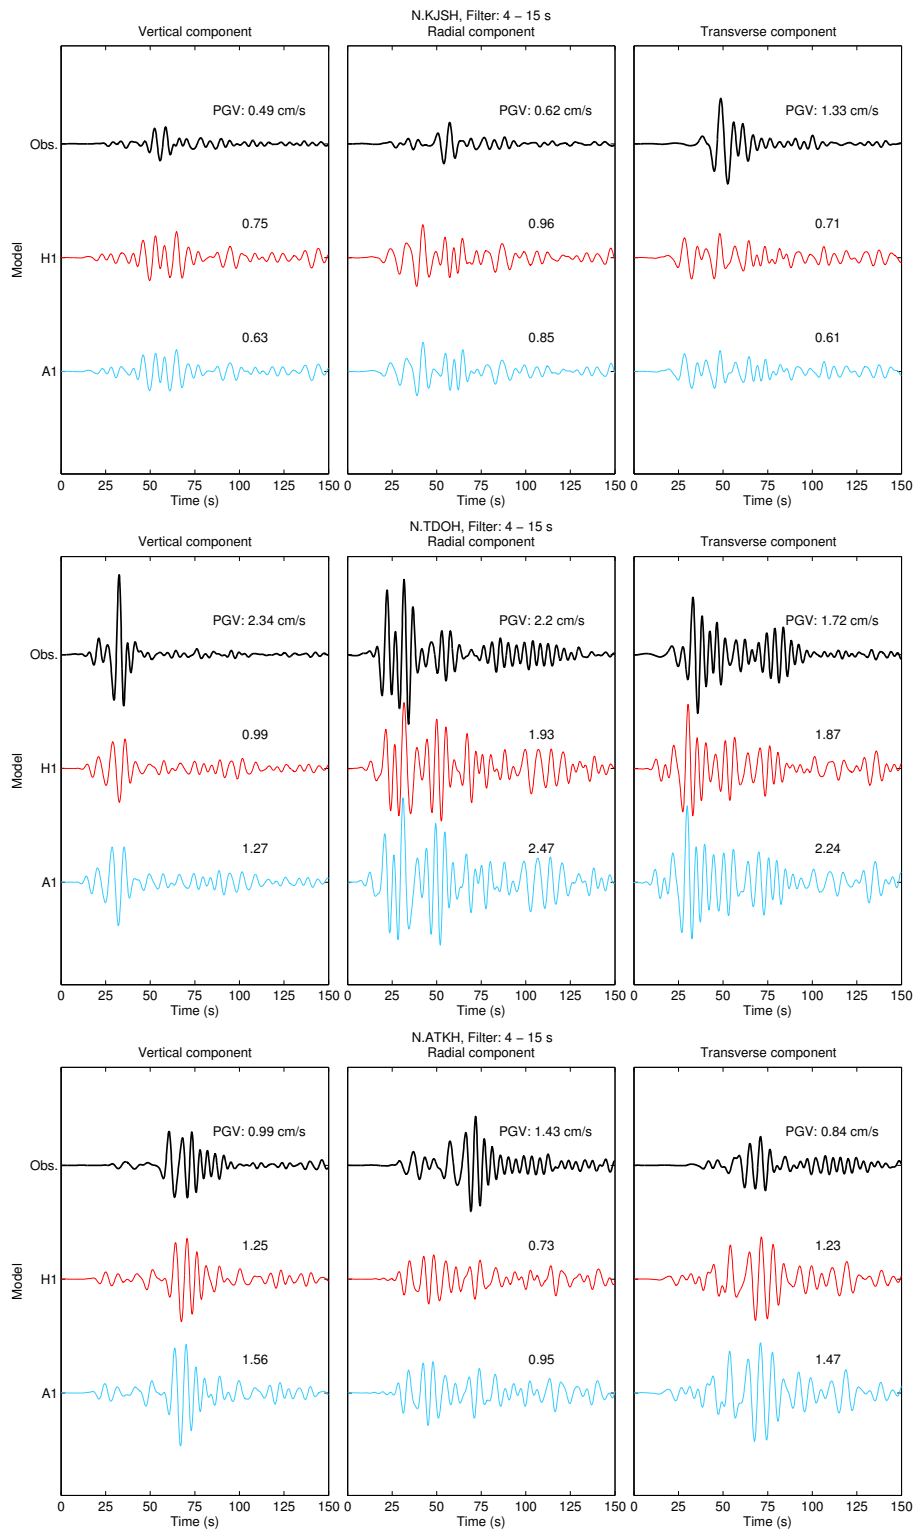 N.KJSH, Filter: 4 − 15 s
Vertical component Radial component Transverse component
PGV: 0.49 cm/s PGV: 0.62 cm/s PGV: 1.33 cm/s
Obs.
0.75 0.96 0.71
H1
Model
0.63 0.85 0.61
A1
0 25 50 75 100 125 150 0 25 50 75 100 125 150 0 25 50 75 100 125 150
Time (s) Time (s) Time (s)
N.TDOH, Filter: 4 − 15 s
Vertical component Radial component Transverse component
PGV: 2.34 cm/s PGV: 2.2 cm/s PGV: 1.72 cm/s
Obs.
0.99 1.93 1.87
H1
Model
1.27 2.47 2.24
A1
0 25 50 75 100 125 150 0 25 50 75 100 125 150 0 25 50 75 100 125 150
Time (s) Time (s) Time (s)
N.ATKH, Filter: 4 − 15 s
Vertical component Radial component Transverse component
PGV: 0.99 cm/s PGV: 1.43 cm/s PGV: 0.84 cm/s
Obs.
1.25 0.73 1.23
H1
Model
1.56 0.95 1.47
A1
0 25 50 75 100 125 150 0 25 50 75 100 125 150 0 25 50 75 100 125 150
Time (s) Time (s) Time (s)